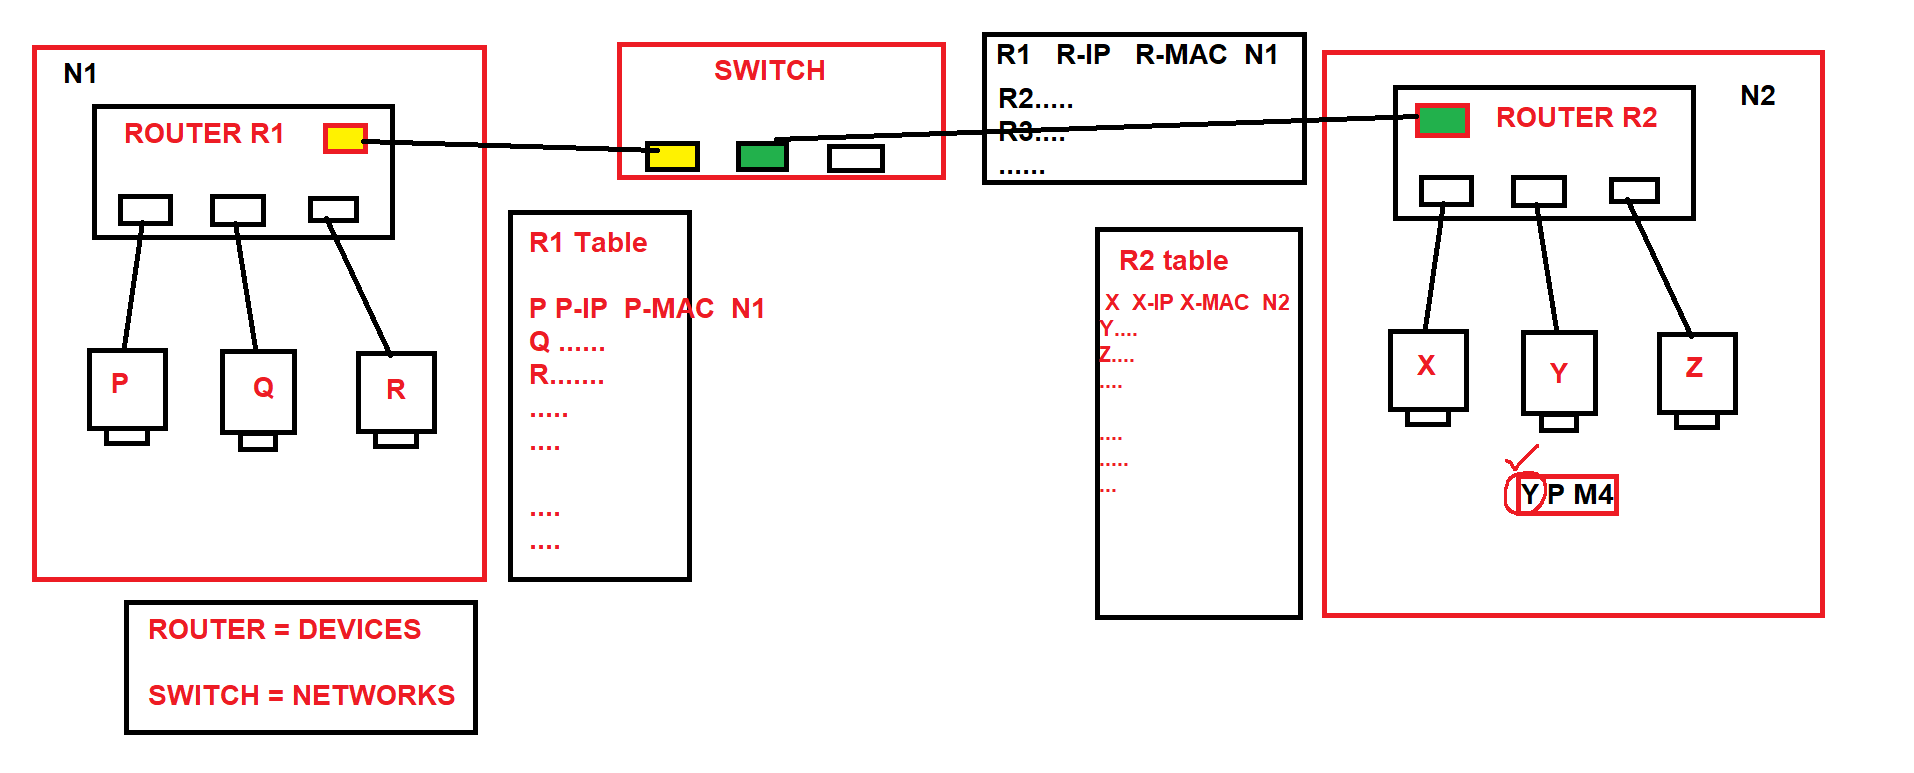 N1
ROUTER R1
P
Q
R
SWITCH
R1 R-IP R-MAC N1
R2.....
R3....
......
N2
ROUTER R2
X
Y
Z
Y P M4
R1 Table
P P-IP P-MAC N1
Q ......
R.......
.....
....
....
....
R2 table
X X-IP X-MAC N2
Y....
Z....
....
....
.....
...
ROUTER = DEVICES
SWITCH = NETWORKS